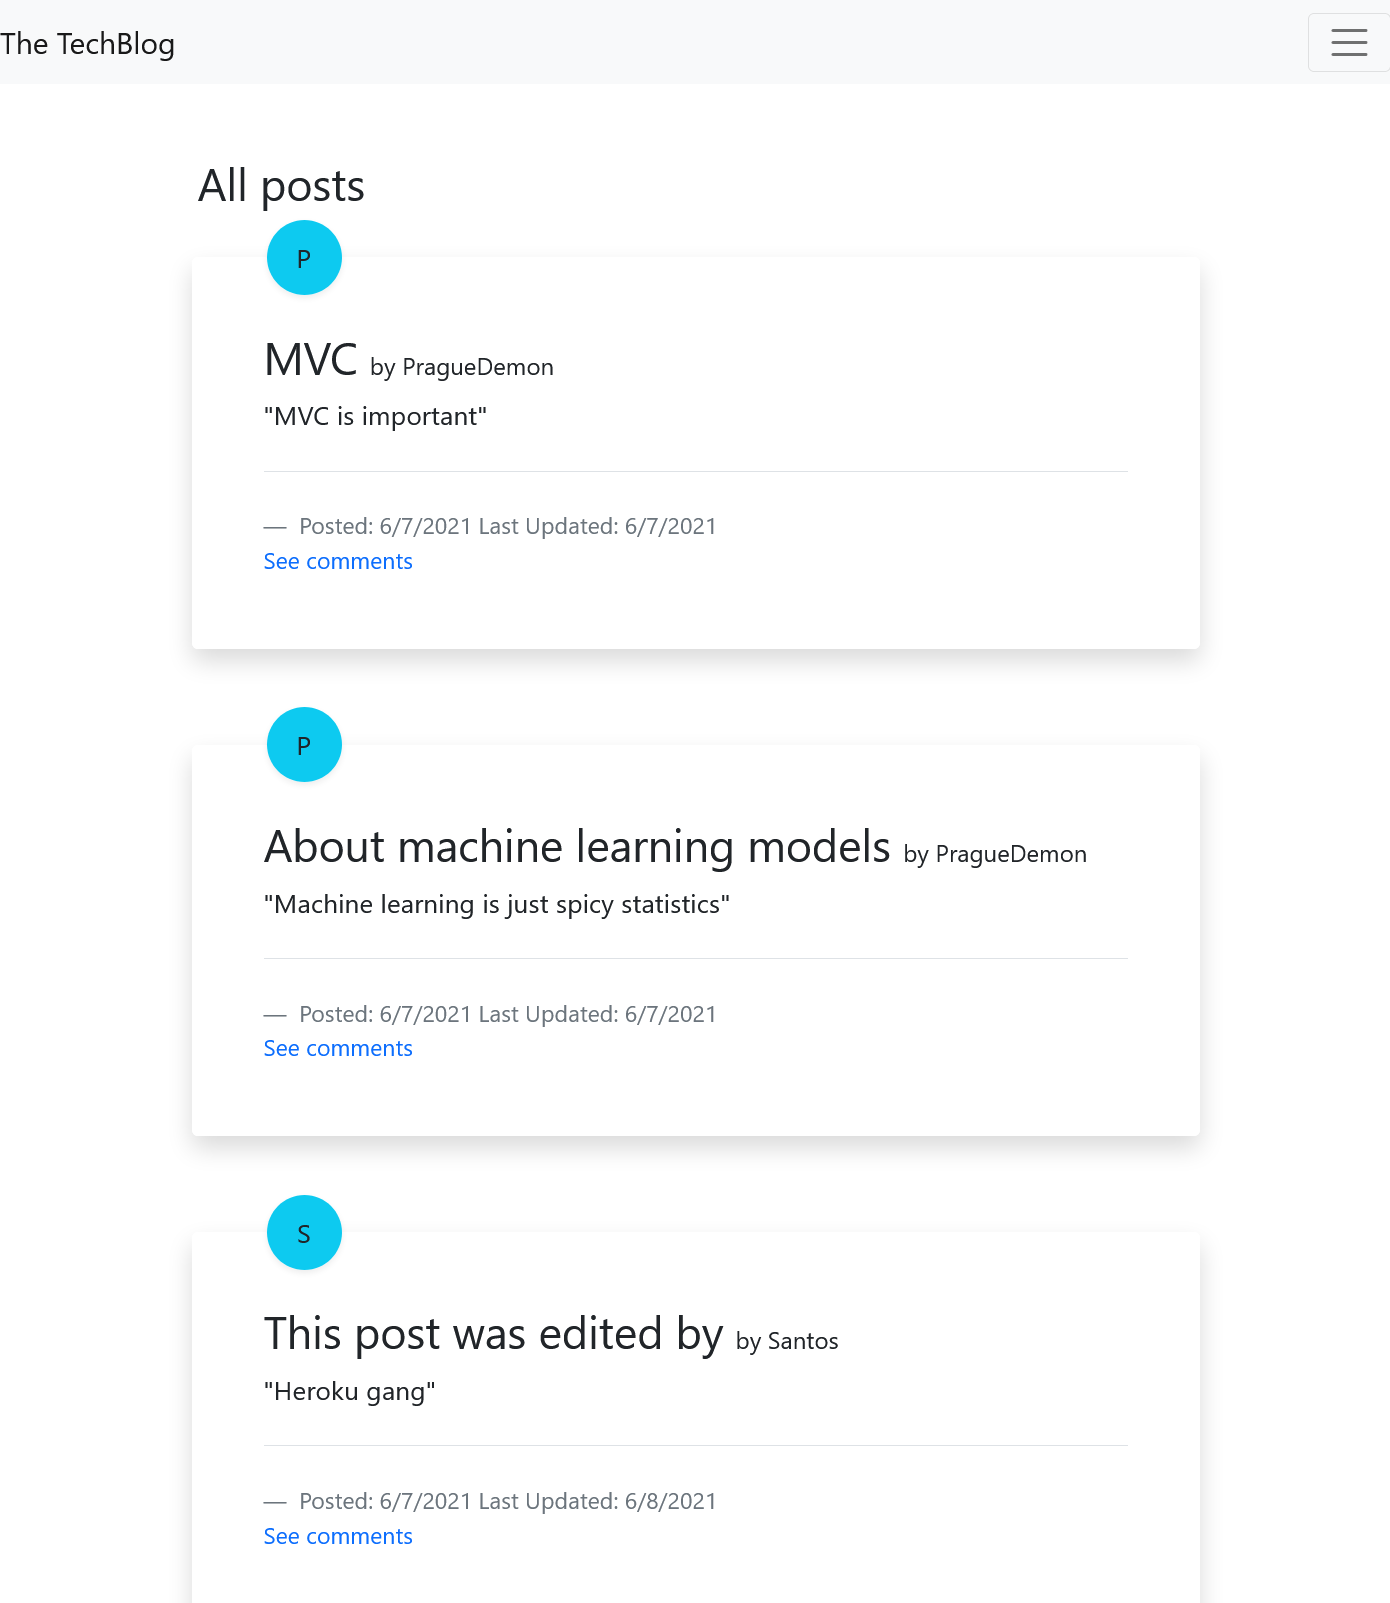 The TechBlog
All posts
P
MVC by PragueDemon
"MVC is important"
— Posted: 6/7/2021 Last Updated: 6/7/2021
See comments
P
About machine learning models by PragueDemon
"Machine learning is just spicy statistics"
— Posted: 6/7/2021 Last Updated: 6/7/2021
See comments
S
This post was edited by by Santos
"Heroku gang"
— Posted: 6/7/2021 Last Updated: 6/8/2021
See comments